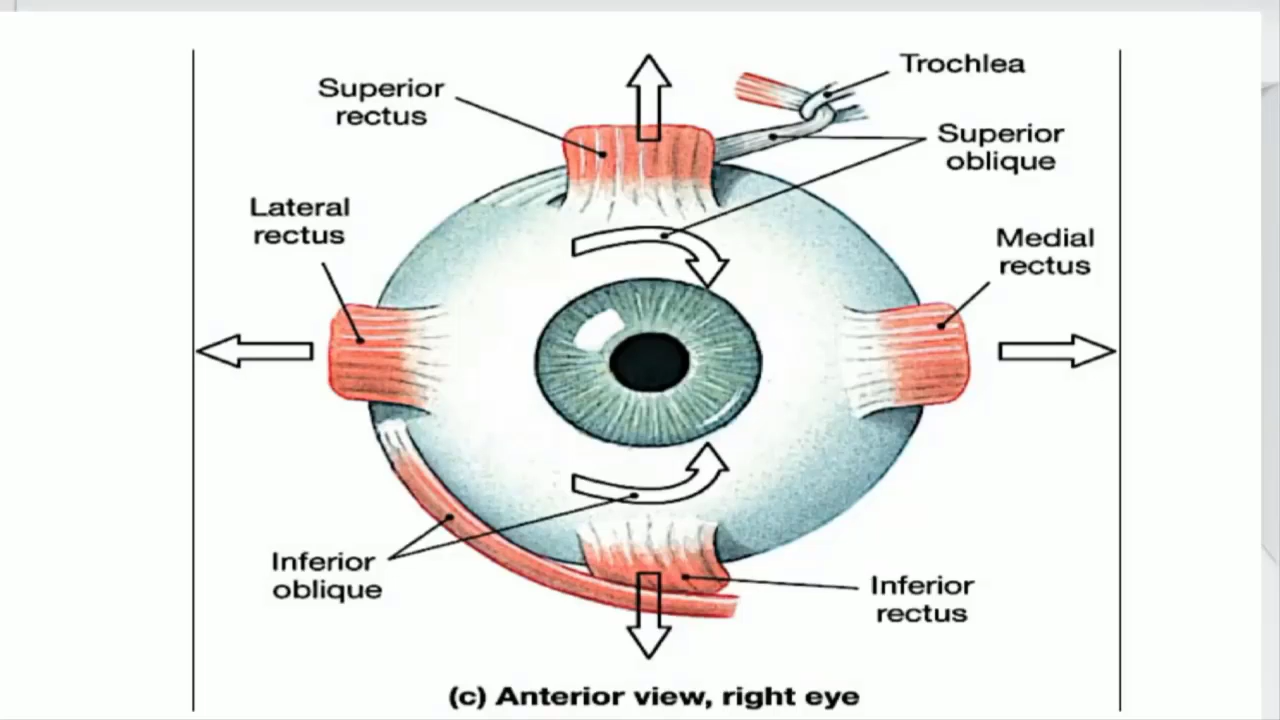 Superior
rectus
Trochlea
Superior
oblique
Lateral
rectus
Medial
rectus
Inferior
oblique
Inferior
rectus
(c) Anterior view, right eye